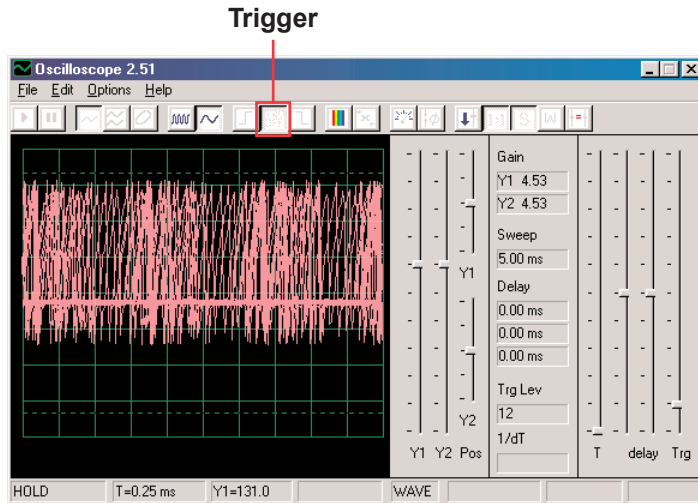 Trigger
Oscilloscope 2.51
File Edit Options Help
1:1 S W
Gain
Y1 4.53
Y2 4.53
Sweep
5.00 ms
Y1
Delay
0.00 ms
0.00 ms
0.00 ms
Trg Lev
12
Y2
1/dT
Y1 Y2 Pos
T delay Trg
HOLD T=0.25 ms Y1=131.0 WAVE